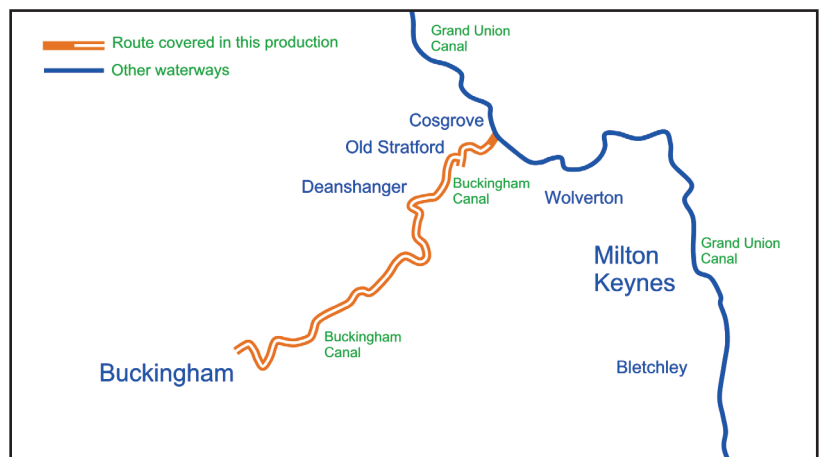 Route covered in this production
Other waterways
Grand Union
Canal
Cosgrove
Old Stratford
Deanshanger
Buckingham
Canal
Wolverton
Grand Union
Canal
Milton
Keynes
Buckingham
Canal
Buckingham
Bletchley